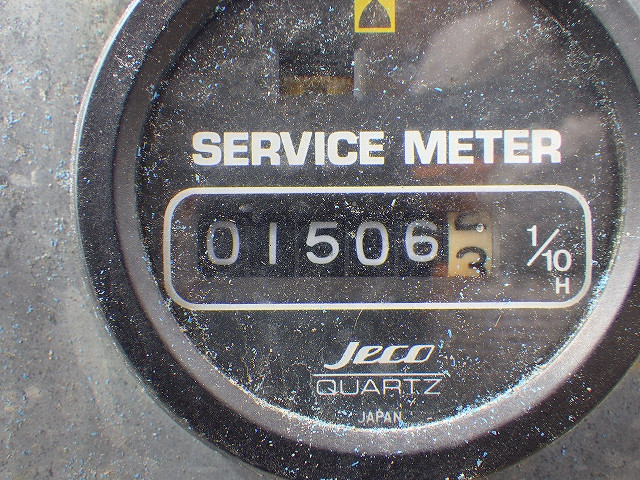 SERVICE METER
01506 1/10
H
Jeco
QUARTZ
JAPAN